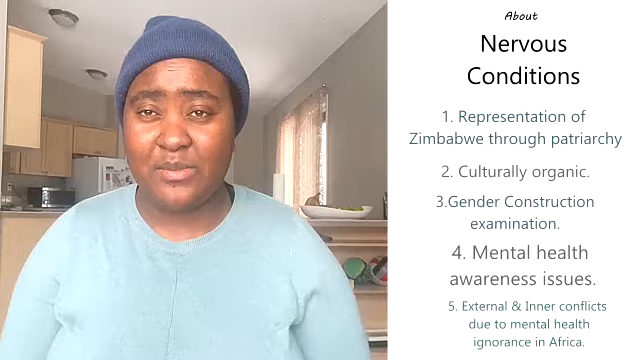 About
Nervous
Conditions
1. Representation of
Zimbabwe through patriarchy
2. Culturally organic.
3.Gender Construction
examination.
4. Mental health
awareness issues.
5. External & Inner conflicts
due to mental health
ignorance in Africa.